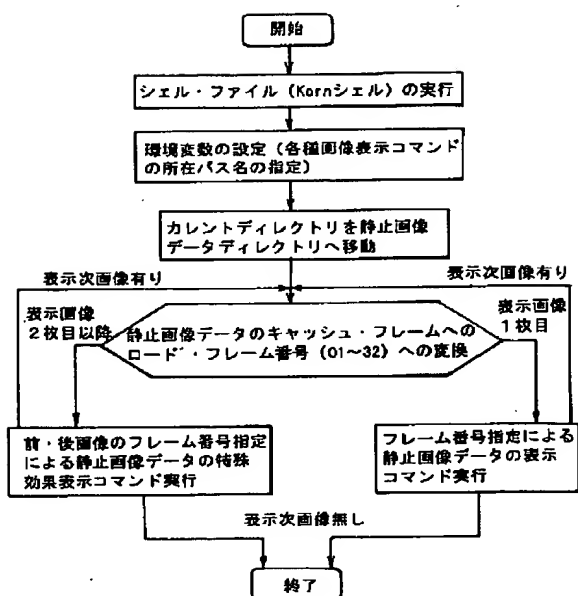 開始
シェル・ファイル（Kornシェル）の実行
環境変数の設定（各種画像表示コマンド
の所在パス名の指定）
カレントディレクトリを静止画像
データディレクトリへ移動
表示次画像有り
表示次画像有り
表示画像
２枚目以降
静止画像データのキャッシュ・フレームへの
ロード・フレーム番号（01〜32）への変換
表示画像
１枚目
前・後画像のフレーム番号指定
による静止画像データの特殊
効果表示コマンド実行
フレーム番号指定による
静止画像データの表示
コマンド実行
表示次画像無し
終了